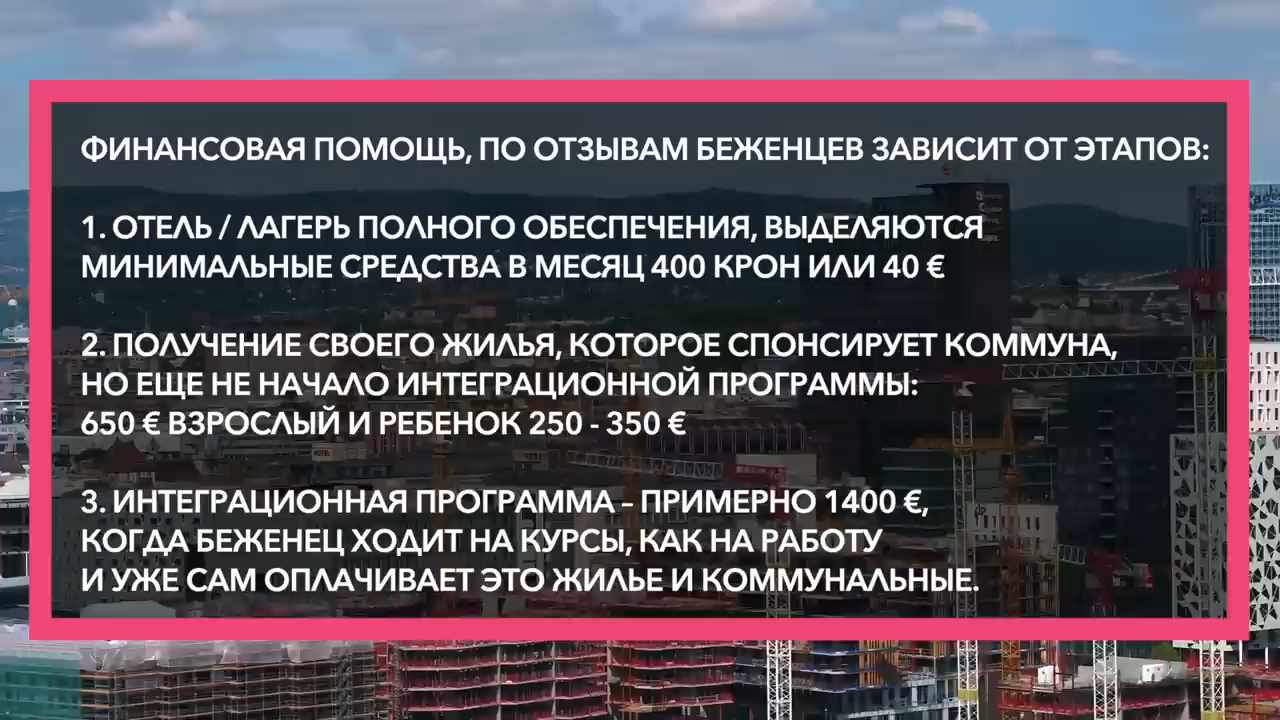 ФИНАНСОВАЯ ПОМОЩЬ, ПО ОТЗЫВАМ БЕЖЕНЦЕВ ЗАВИСИТ ОТ ЭТАПОВ:
1. ОТЕЛЬ / ЛАГЕРЬ ПОЛНОГО ОБЕСПЕЧЕНИЯ, ВЫДЕЛЯЮТСЯ
МИНИМАЛЬНЫЕ СРЕДСТВА В МЕСЯЦ 400 КРОН ИЛИ 40 €
2. ПОЛУЧЕНИЕ СВОЕГО ЖИЛЬЯ, КОТОРОЕ СПОНСИРУЕТ КОММУНА,
НО ЕЩЕ НЕ НАЧАЛО ИНТЕГРАЦИОННОЙ ПРОГРАММЫ:
650 € ВЗРОСЛЫЙ И РЕБЕНОК 250 - 350 €
3. ИНТЕГРАЦИОННАЯ ПРОГРАММА – ПРИМЕРНО 1400 €,
КОГДА БЕЖЕНЕЦ ХОДИТ НА КУРСЫ, КАК НА РАБОТУ
И УЖЕ САМ ОПЛАЧИВАЕТ ЭТО ЖИЛЬЕ И КОММУНАЛЬНЫЕ.